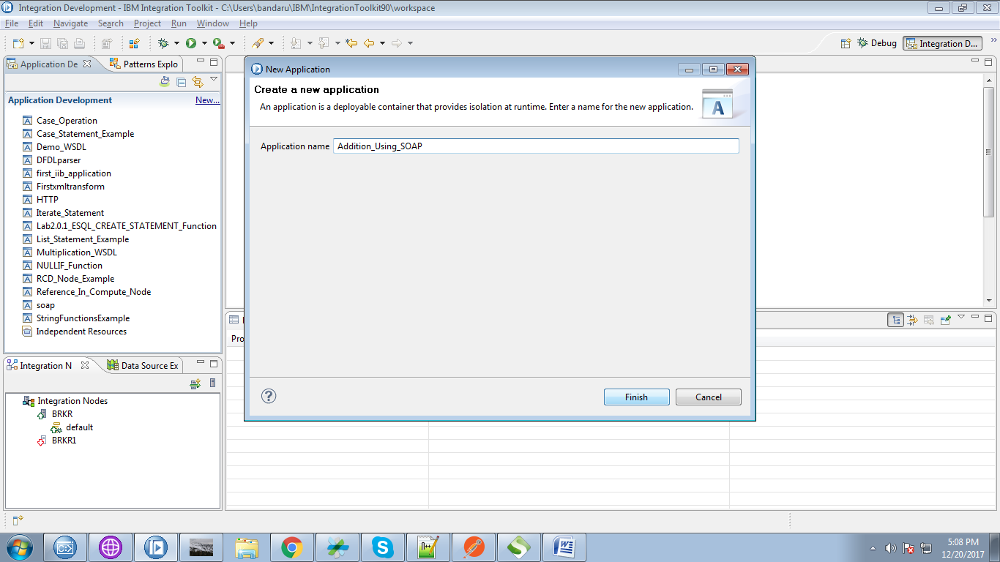 Integration Development - IBM Integration Toolkit - C:\Users\bandaru\IBM\IntegrationToolkit90\workspace
File Edit Navigate Search Project Run Window Help
Debug Integration D...
Application De Patterns Explo
Application Development New...
Case_Operation
Case_Statement_Example
Demo_WSDL
DFDLparser
first_iib_application
Firstxmltransform
HTTP
Iterate_Statement
Lab2.0.1_ESQL_CREATE_STATEMENT_Function
List_Statement_Example
Multiplication_WSDL
NULLIF_Function
RCD_Node_Example
Reference_In_Compute_Node
soap
StringFunctionsExample
Independent Resources
Integration N Data Source Ex
Integration Nodes
BRKR
default
BRKR1
New Application
Create a new application
An application is a deployable container that provides isolation at runtime. Enter a name for the new application.
A
Application name Addition_Using_SOAP
Finish Cancel
Pro
5:08 PM
12/20/2017